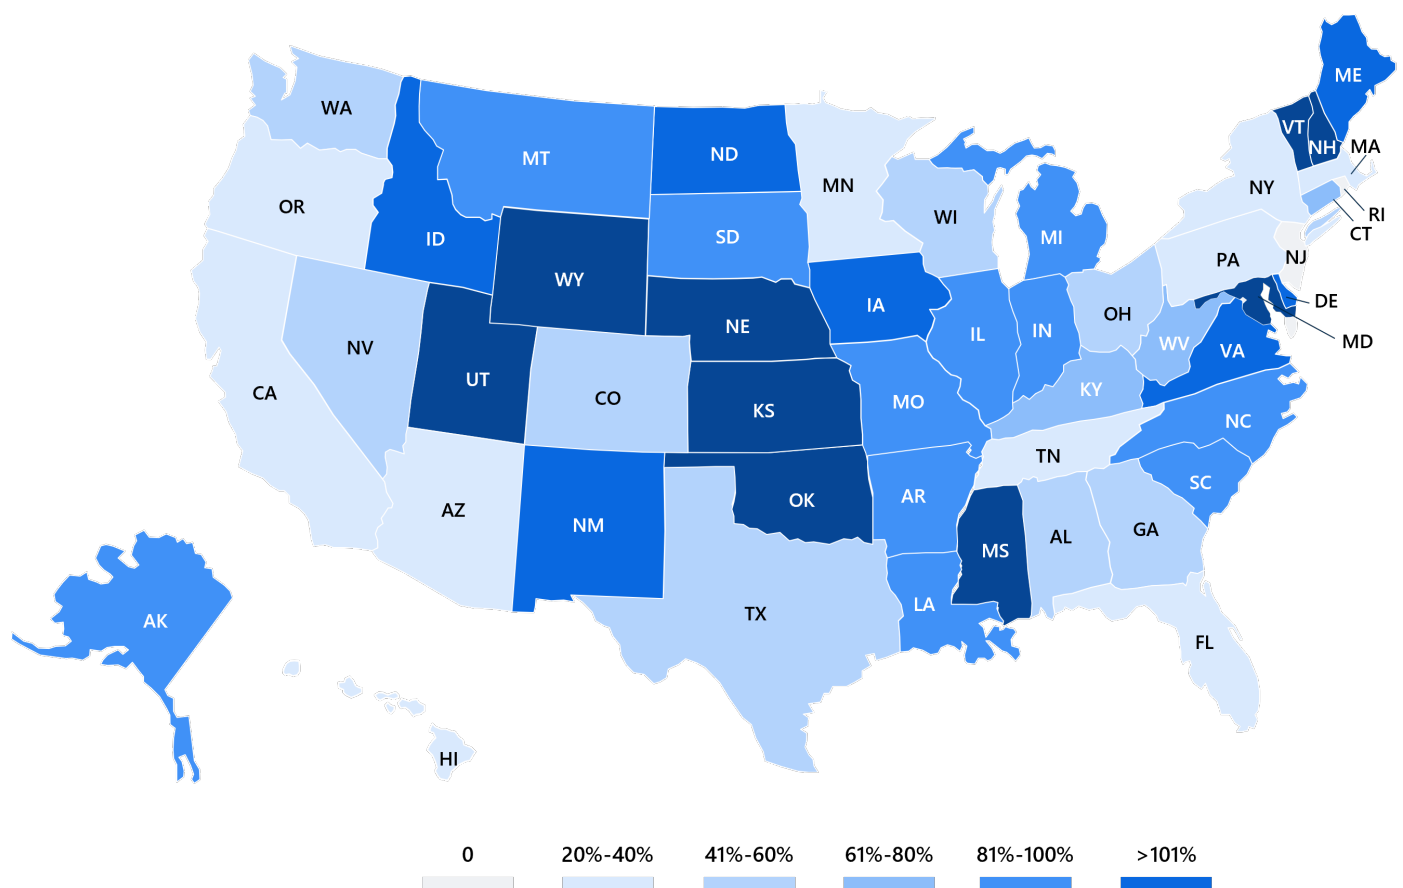 ME
WA
VT
NH
MA
MT
ND
MN
NY
OR
RI
WI
CT
ID
SD
MI
NJ
PA
WY
DE
IA
OH
NE
IL
IN
MD
WV
VA
NV
UT
CA
CO
KS
MO
KY
NC
TN
SC
AZ
OK
AR
NM
GA
AL
MS
LA
TX
AK
FL
HI
0 20%-40% 41%-60% 61%-80% 81%-100% >101%